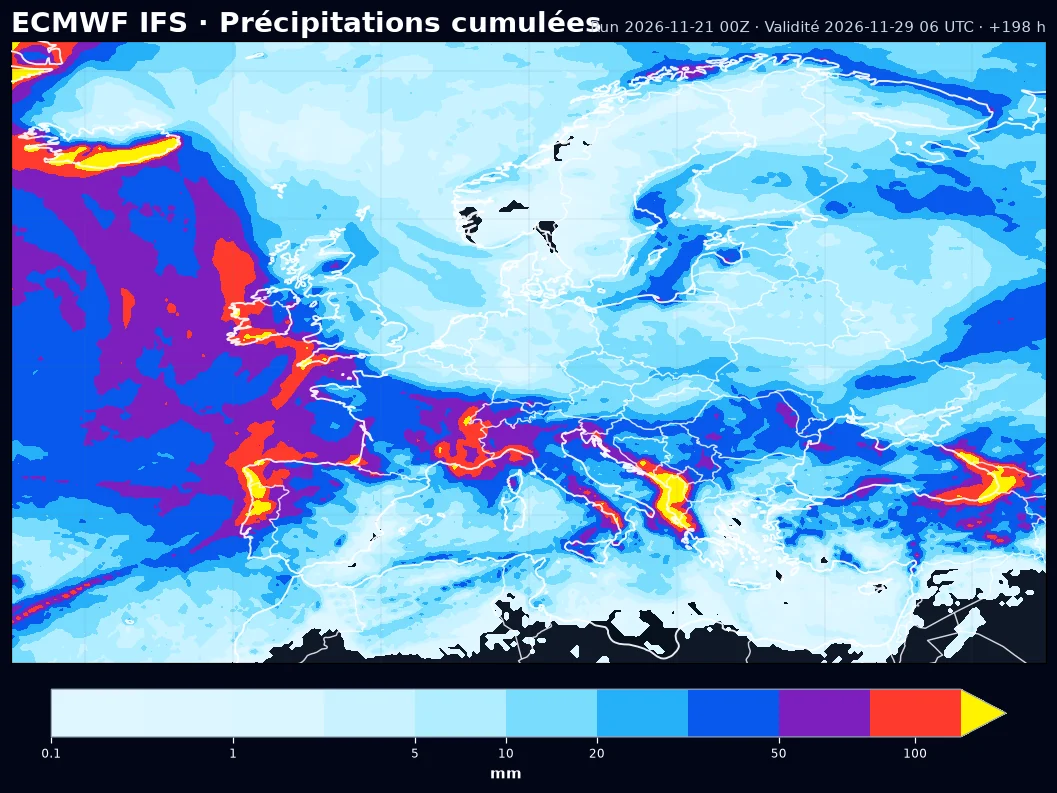 ECMWF IFS · Précipitations cumulées
Run 2026-11-21 00Z · Validité 2026-11-29 06 UTC · +198 h
0.1 1 5 10 20 50 100
mm